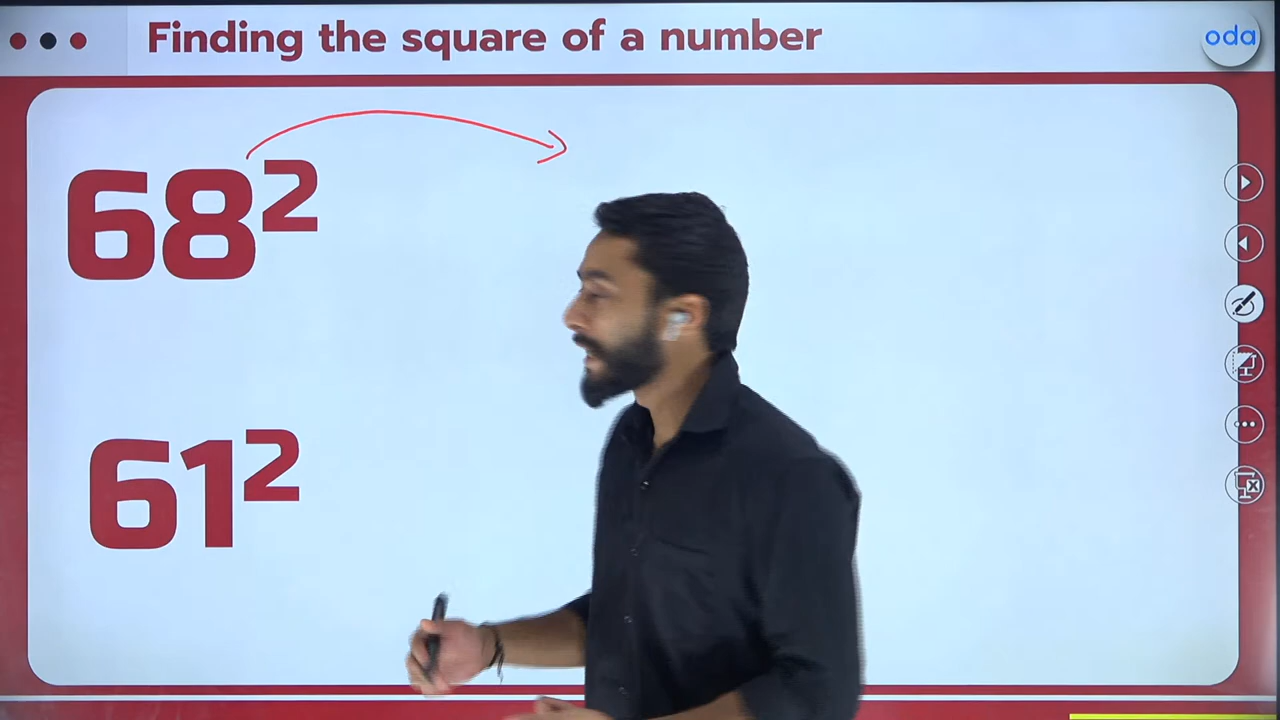 Finding the square of a number
oda
68²
61²